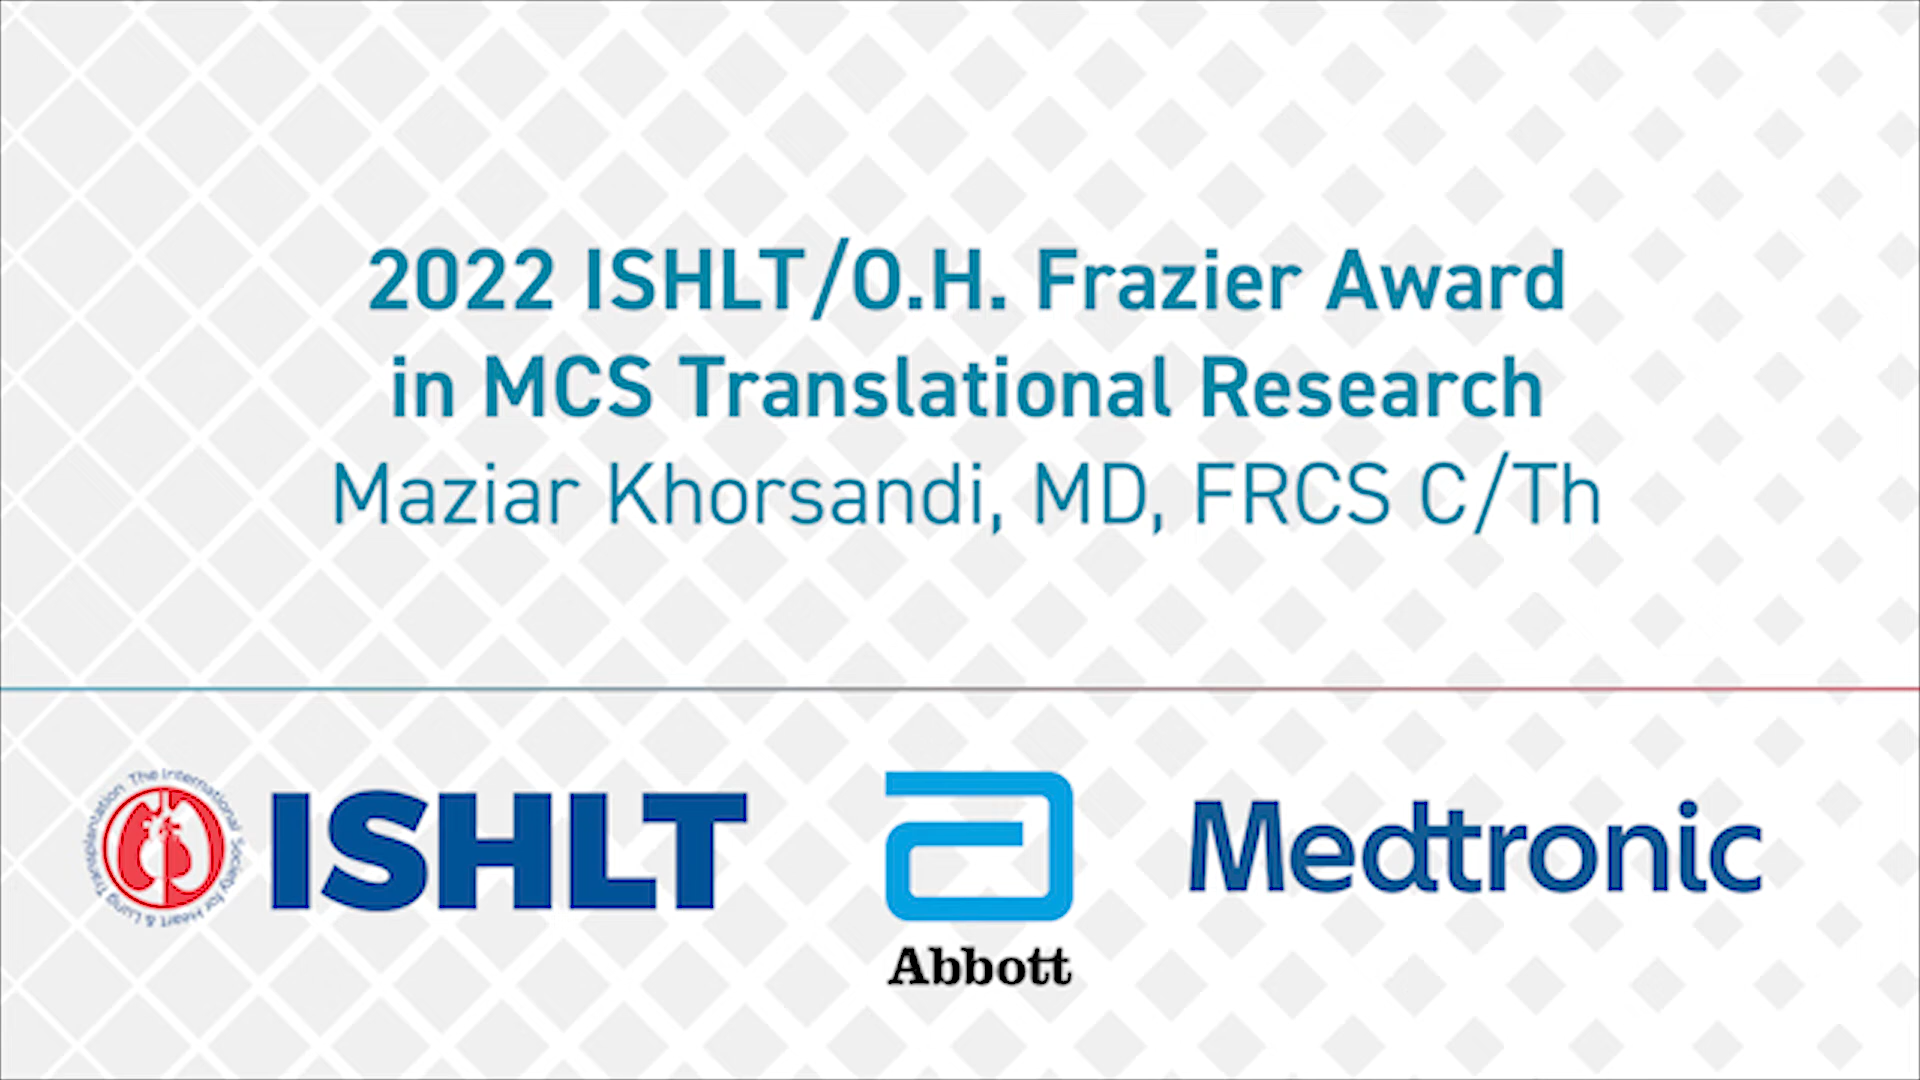 2022 ISHLT/O.H. Frazier Award
in MCS Translational Research
Maziar Khorsandi, MD, FRCS C/Th
The International Society for Heart & Lung Transplantation
ISHLT
Abbott
Medtronic